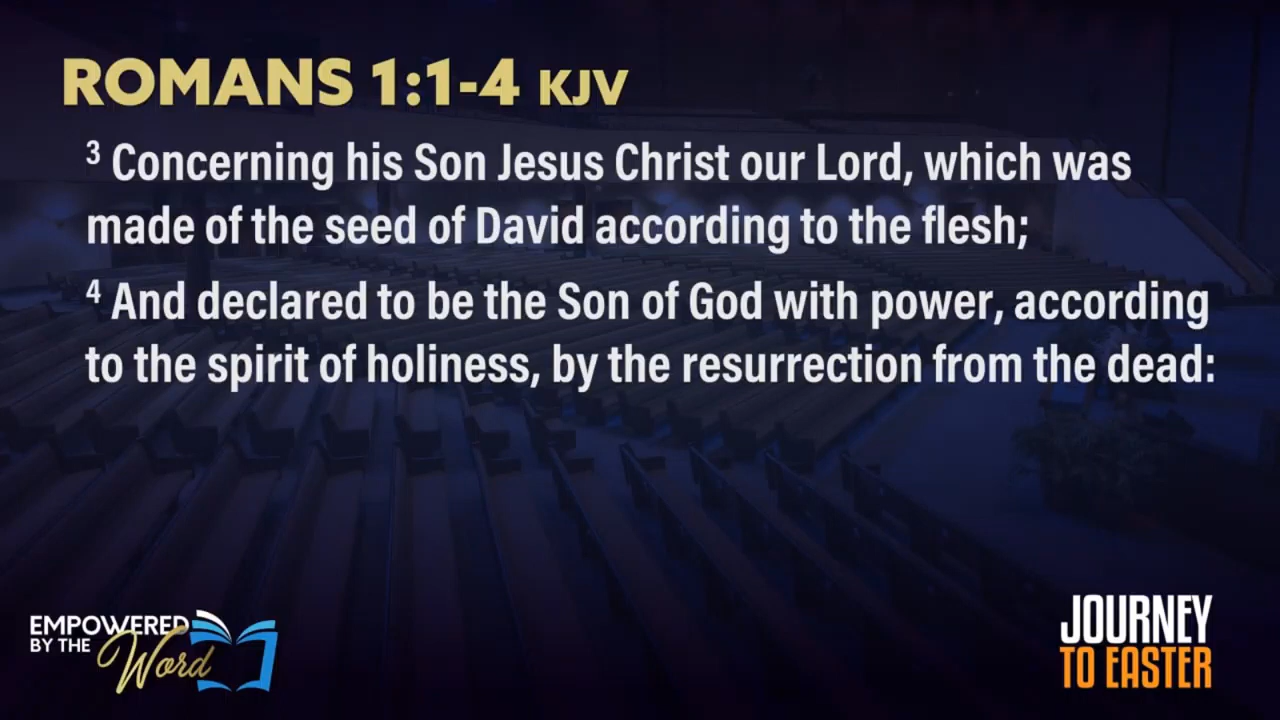 ROMANS 1:1-4 KJV
3 Concerning his Son Jesus Christ our Lord, which was
made of the seed of David according to the flesh;
4 And declared to be the Son of God with power, according
to the spirit of holiness, by the resurrection from the dead:
EMPOWERED
BY THE
Word
JOURNEY
TO EASTER